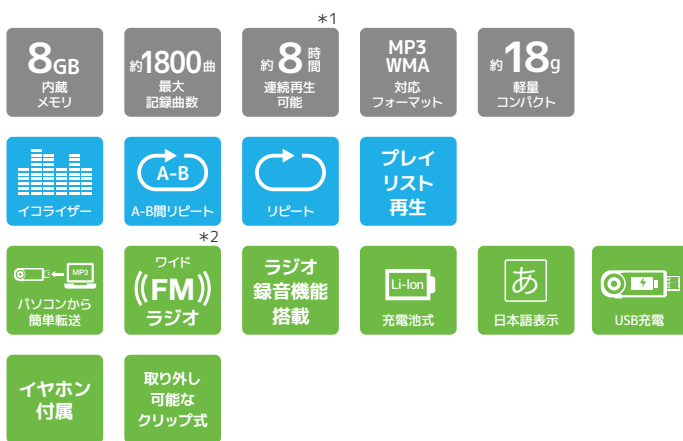 *1
8GB
内蔵
メモリ
約1800曲
最大
記録曲数
約8時間
連続再生
可能
MP3
WMA
対応
フォーマット
約18g
軽量
コンパクト
イコライザー
A-B
A-B間リピート
リピート
プレイ
リスト
再生
*2
MP3
パソコンから
簡単転送
ワイド
FM
ラジオ
ラジオ
録音機能
搭載
Li-Ion
充電池式
あ
日本語表示
USB充電
イヤホン
付属
取り外し
可能な
クリップ式